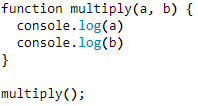 function multiply(a, b) {
  console.log(a)
  console.log(b)
}

multiply();